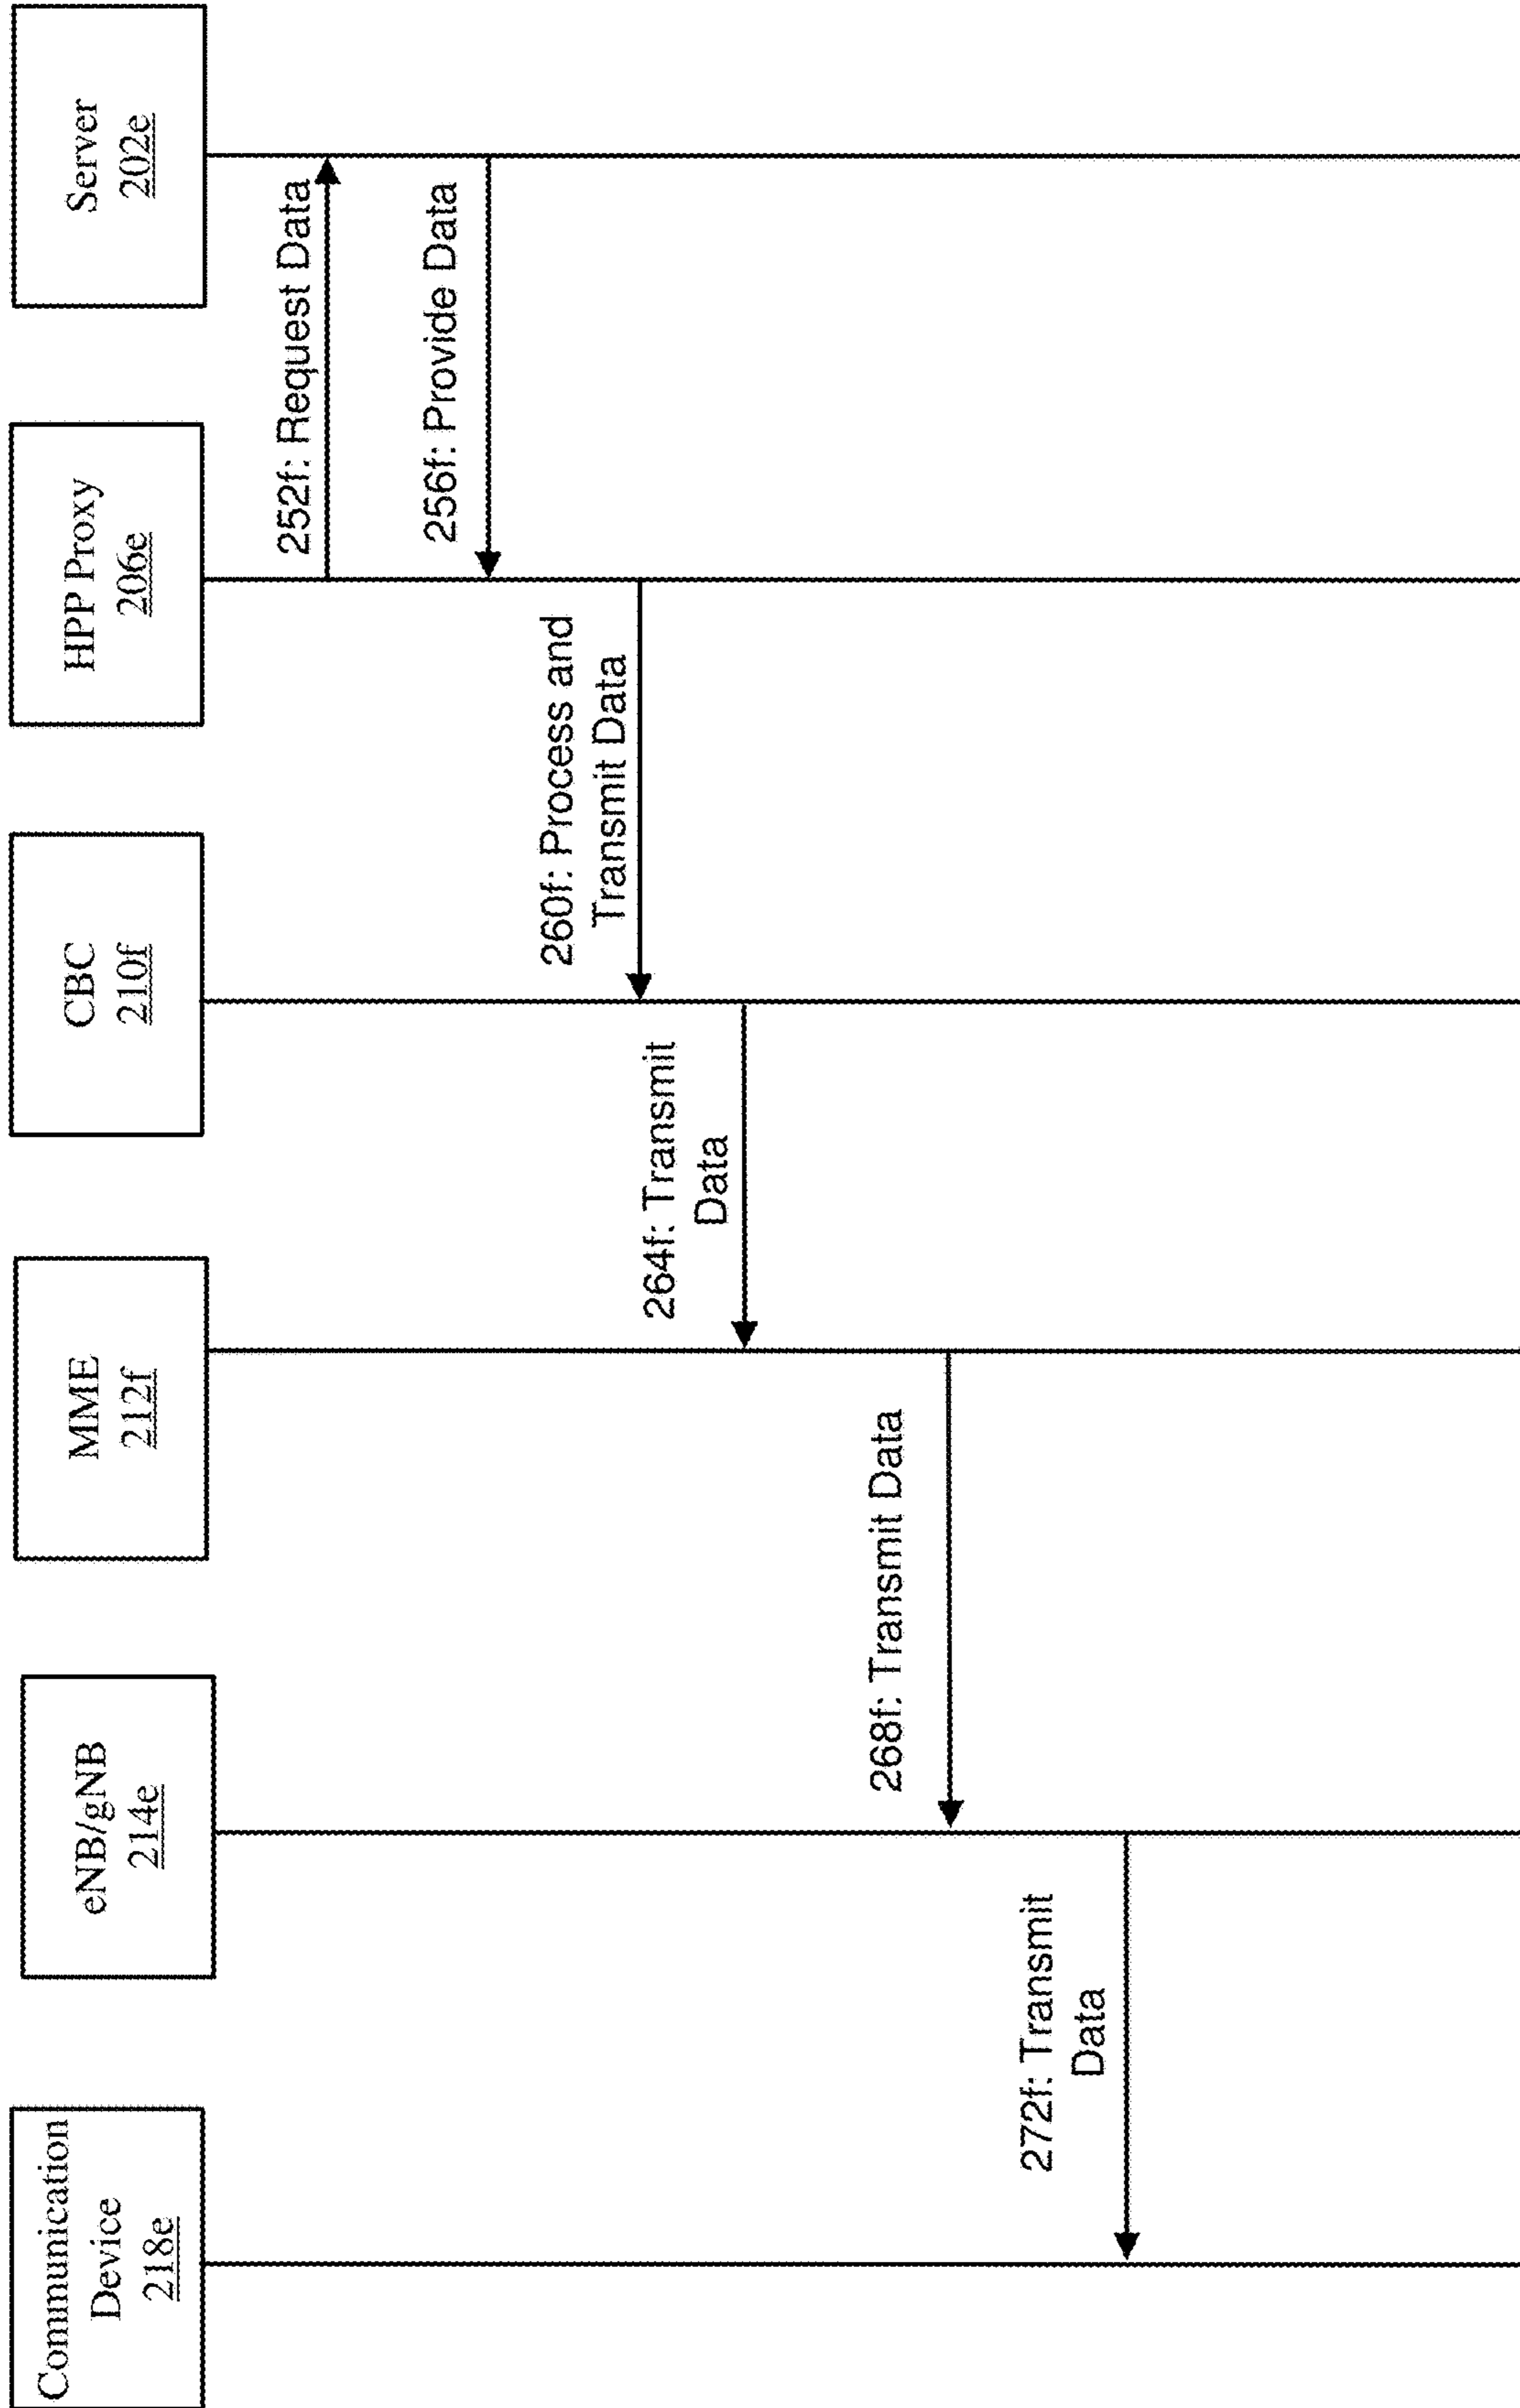 Communication
Device
218e
eNB/gNB
214e
MME
212f
CBC
210f
HPP Proxy
206e
Server
202e
252f: Request Data
256f: Provide Data
260f: Process and
Transmit Data
264f: Transmit
Data
268f: Transmit Data
272f: Transmit
Data